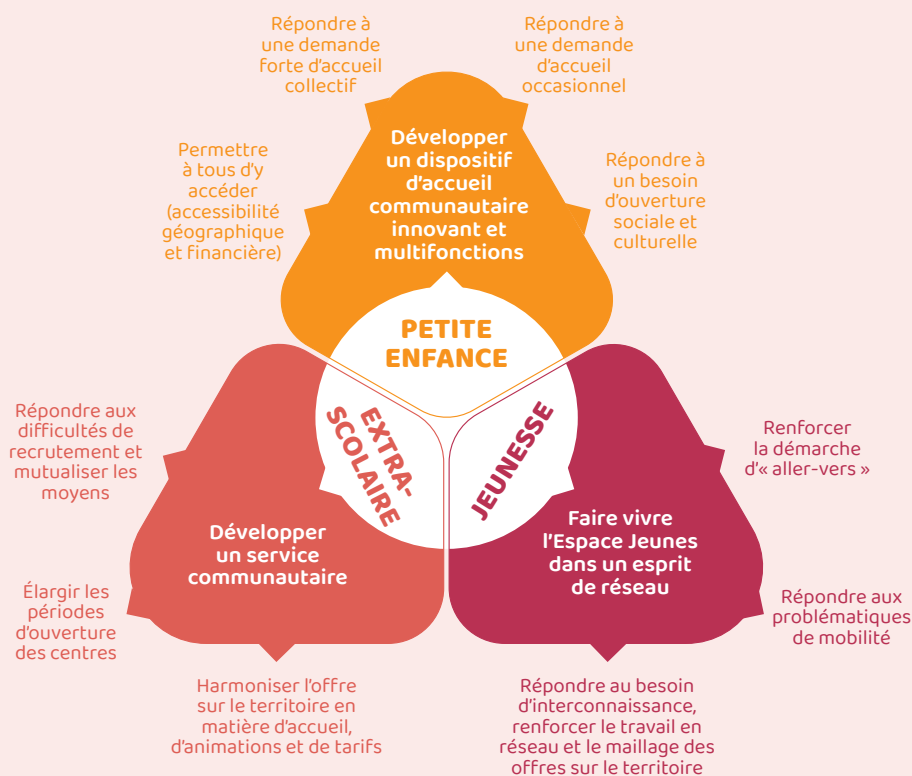 Répondre à
une demande
forte d'accueil
collectif
Répondre à
une demande
d'accueil
occasionnel
Permettre
à tous d'y
accéder
(accessibilité
géographique
et financière)
Développer
un dispositif
d'accueil
communautaire
innovant et
multifonctions
Répondre à
un besoin
d'ouverture
sociale et
culturelle
PETITE
ENFANCE
EXTRA-
SCOLAIRE
JEUNESSE
Répondre aux
difficultés de
recrutement et
mutualiser les
moyens
Développer
un service
communautaire
Élargir les
périodes
d'ouverture
des centres
Harmoniser l'offre
sur le territoire en
matière d'accueil,
d'animations et de tarifs
Faire vivre
l'Espace Jeunes
dans un esprit
de réseau
Renforcer
la démarche
d'« aller-vers »
Répondre aux
problématiques
de mobilité
Répondre au besoin
d'interconnaissance,
renforcer le travail en
réseau et le maillage des
offres sur le territoire